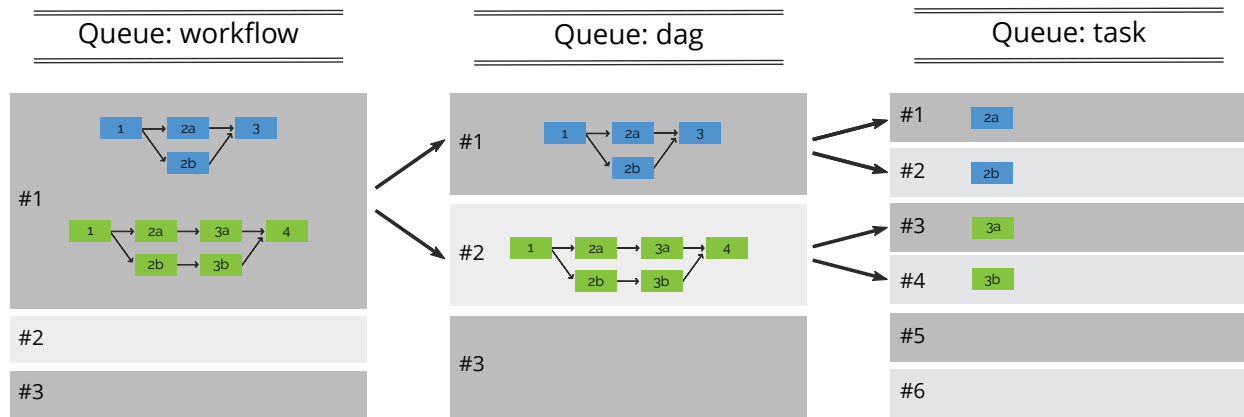 Queue: workflow
#1
1 2a 3
2b
1 2a 3a 4
2b 3b
#2
#3
Queue: dag
#1
1 2a 3
2b
#2
1 2a 3a 4
2b 3b
#3
Queue: task
#1 2a
#2 2b
#3 3a
#4 3b
#5
#6